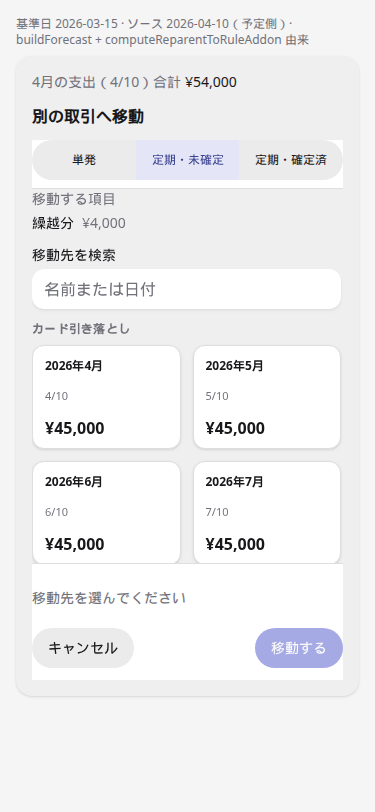 基準日 2026-03-15 · ソース 2026-04-10（予定側）·
buildForecast + computeReparentToRuleAddon 由来
4月の支出（4/10）合計 ¥54,000
別の取引へ移動
単発 定期・未確定 定期・確定済
移動する項目
繰越分 ¥4,000
移動先を検索
名前または日付
カード引き落とし
2026年4月 2026年5月
4/10 5/10
¥45,000 ¥45,000
2026年6月 2026年7月
6/10 7/10
¥45,000 ¥45,000
移動先を選んでください
キャンセル 移動する